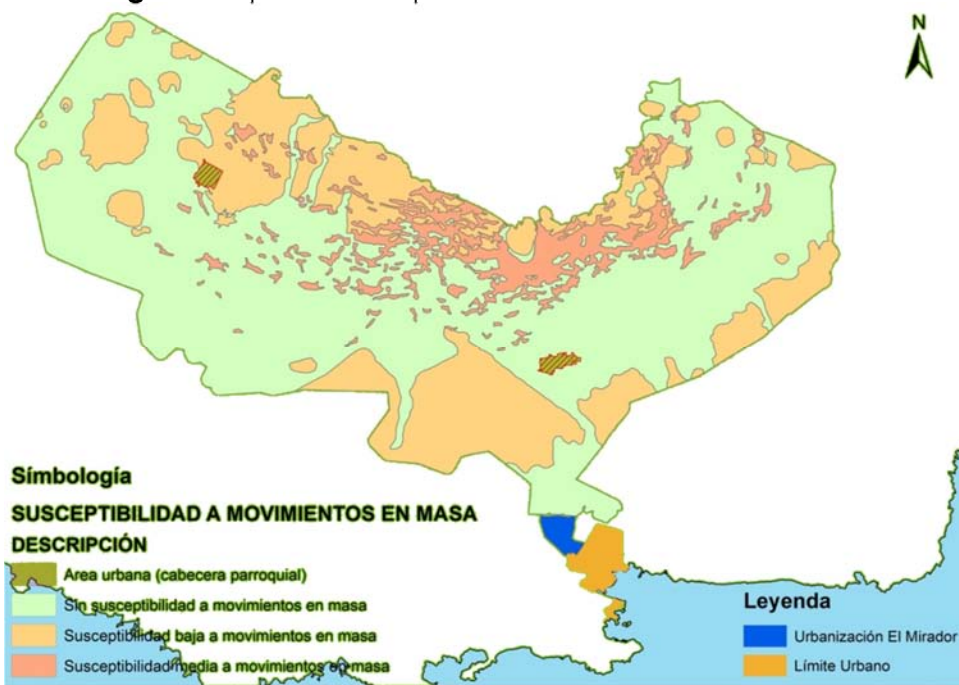 N
Símbología
SUSCEPTIBILIDAD A MOVIMIENTOS EN MASA
DESCRIPCIÓN
Area urbana (cabecera parroquial)
Sin susceptibilidad a movimientos en masa
Susceptibilidad baja a movimientos en masa
Susceptibilidad media a movimientos en masa
Leyenda
Urbanización El Mirador
Límite Urbano